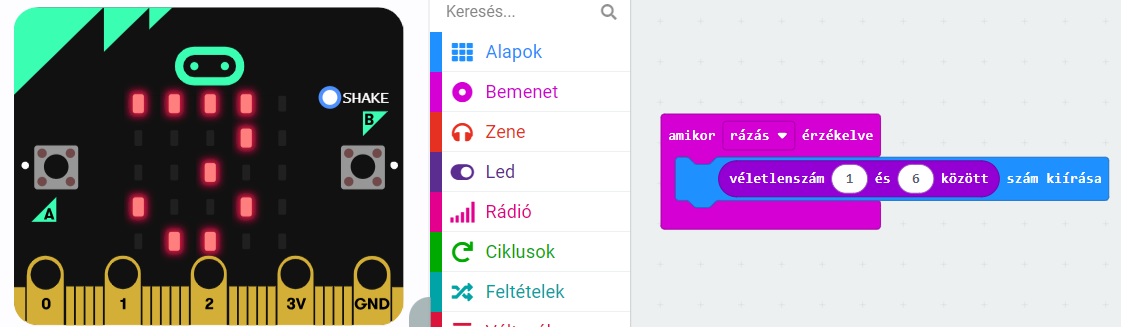 SHAKE
B
A
0 1 2 3V GND
Keresés...
Alapok
Bemenet
Zene
Led
Rádió
Ciklusok
Feltételek
amikor rázás érzékelve
véletlenszám 1 és 6 között szám kiírása